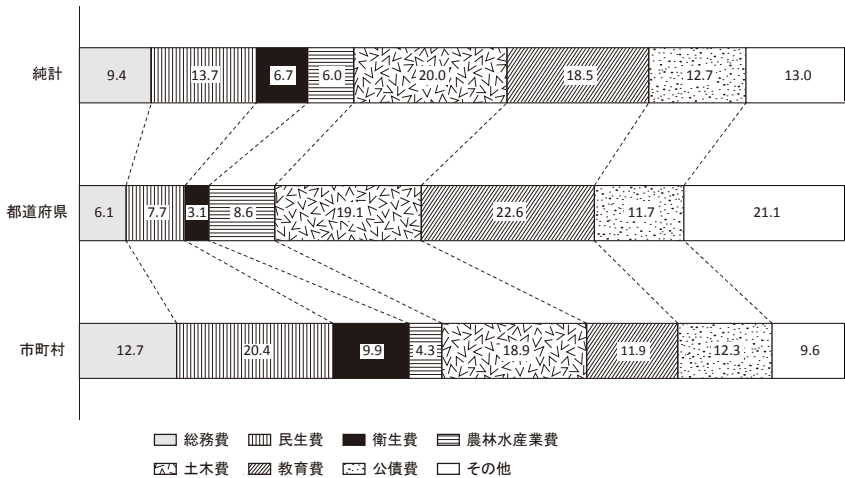 純計 9.4 13.7 6.7 6.0 20.0 18.5 12.7 13.0
都道府県 6.1 7.7 3.1 8.6 19.1 22.6 11.7 21.1
市町村 12.7 20.4 9.9 4.3 18.9 11.9 12.3 9.6
総務費 民生費 衛生費 農林水産業費
土木費 教育費 公債費 その他